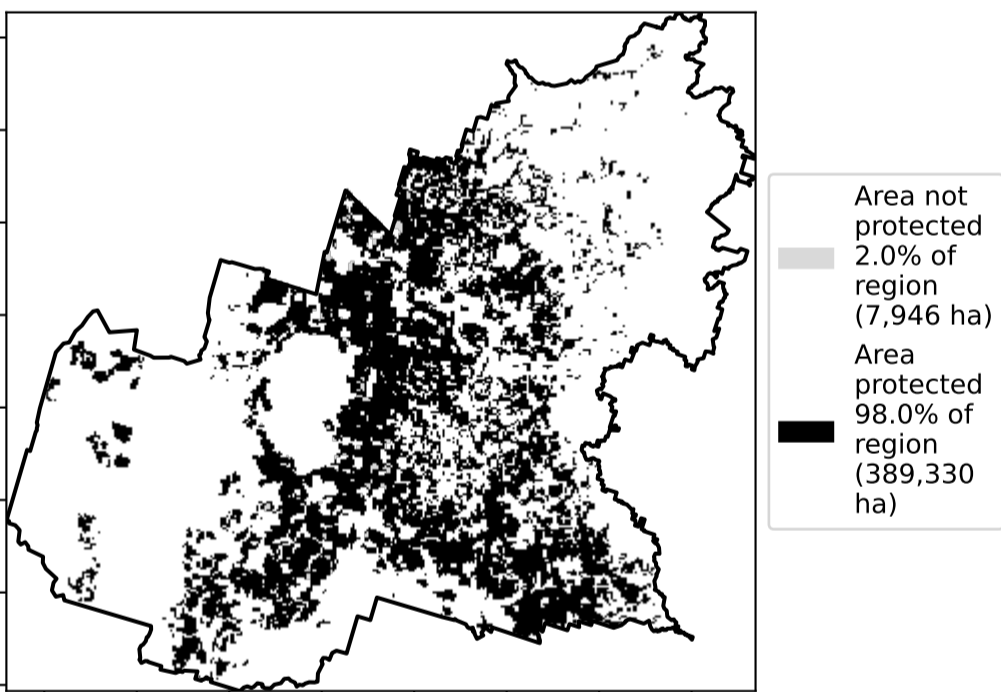 Area not
protected
2.0% of
region
(7,946 ha)
Area
protected
98.0% of
region
(389,330
ha)